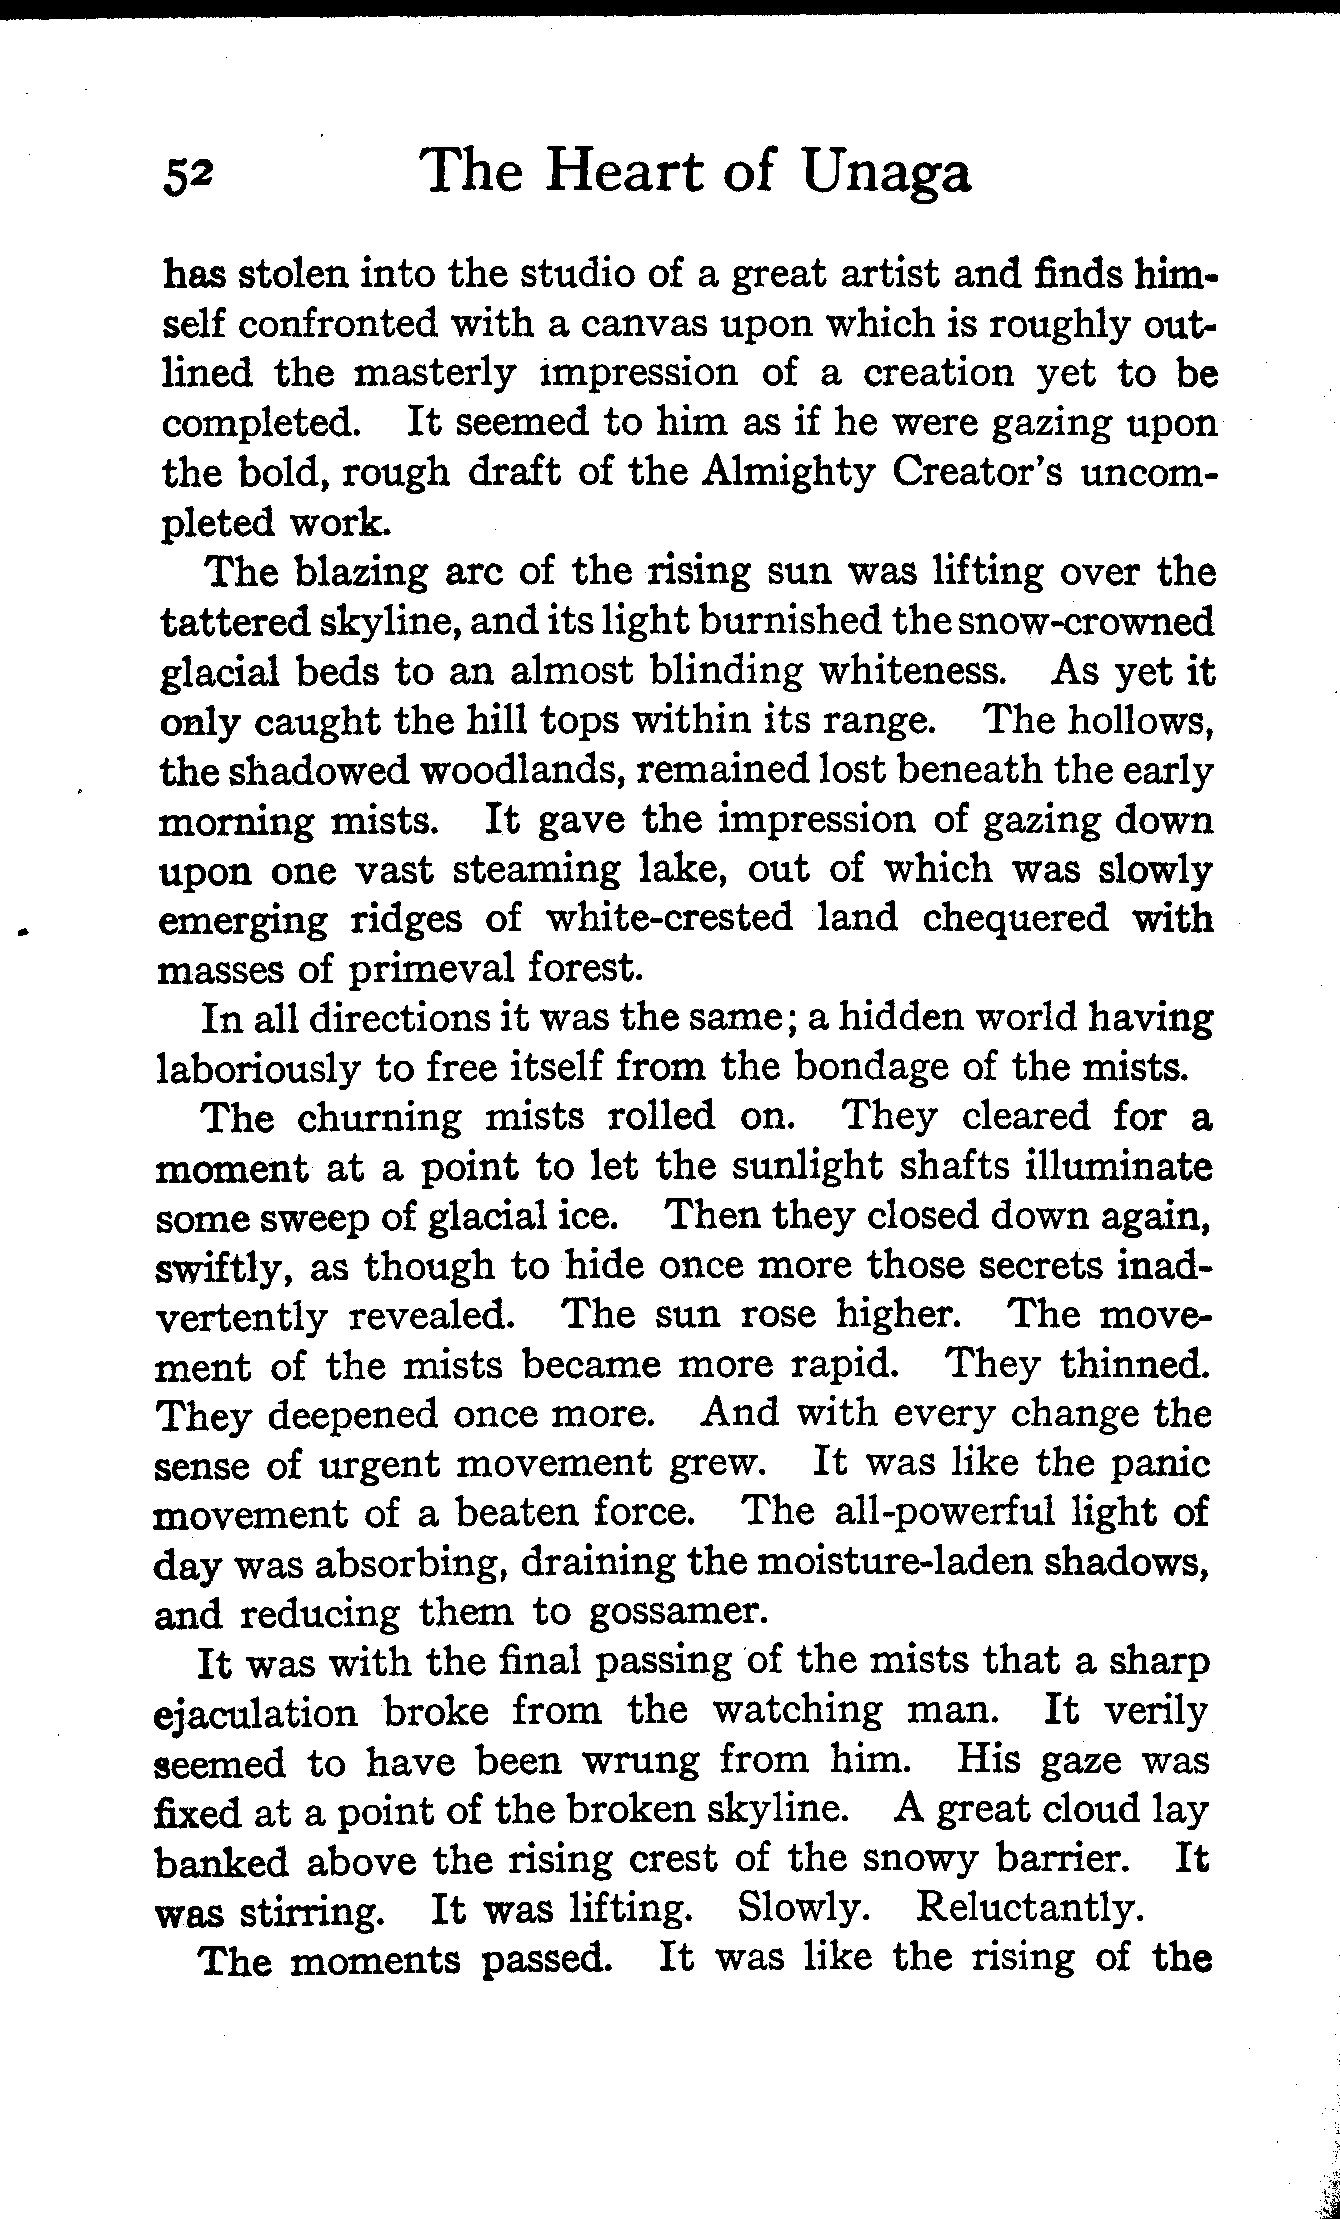 52 The Heart of Unaga
has stolen into the studio of a great artist and finds him-
self confronted with a canvas upon which is roughly out-
lined the masterly impression of a creation yet to be
completed. It seemed to him as if he were gazing upon
the bold, rough draft of the Almighty Creator's uncom-
pleted work.
The blazing arc of the rising sun was lifting over the
tattered skyline, and its light burnished the snow-crowned
glacial beds to an almost blinding whiteness. As yet it
only caught the hill tops within its range. The hollows,
the shadowed woodlands, remained lost beneath the early
morning mists. It gave the impression of gazing down
upon one vast steaming lake, out of which was slowly
emerging ridges of white-crested land chequered with
masses of primeval forest.
In all directions it was the same; a hidden world having
laboriously to free itself from the bondage of the mists.
The churning mists rolled on. They cleared for a
moment at a point to let the sunlight shafts illuminate
some sweep of glacial ice. Then they closed down again,
swiftly, as though to hide once more those secrets inad-
vertently revealed. The sun rose higher. The move-
ment of the mists became more rapid. They thinned.
They deepened once more. And with every change the
sense of urgent movement grew. It was like the panic
movement of a beaten force. The all-powerful light of
day was absorbing, draining the moisture-laden shadows,
and reducing them to gossamer.
It was with the final passing of the mists that a sharp
ejaculation broke from the watching man. It verily
seemed to have been wrung from him. His gaze was
fixed at a point of the broken skyline. A great cloud lay
banked above the rising crest of the snowy barrier. It
was stirring. It was lifting. Slowly. Reluctantly.
The moments passed. It was like the rising of the